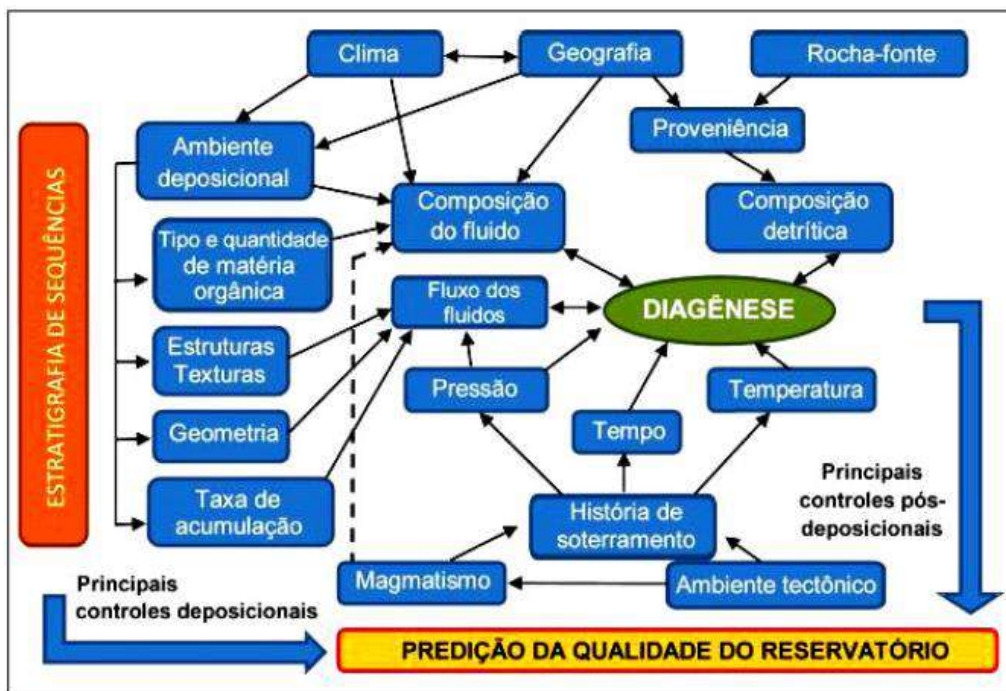 Clima
Geografia
Rocha-fonte
Proveniência
Ambiente
deposicional
Composição
do fluido
Composição
detrítica
Tipo e quantidade
de matéria
orgânica
Fluxo dos
fluidos
DIAGÊNESE
Estruturas
Texturas
Pressão
Temperatura
Geometria
Tempo
Taxa de
acumulação
História de
soterramento
Magmatismo
Ambiente tectônico
ESTRATIGRAFIA DE SEQUÊNCIAS
Principais
controles pós-
deposicionais
Principais
controles deposicionais
PREDIÇÃO DA QUALIDADE DO RESERVATÓRIO